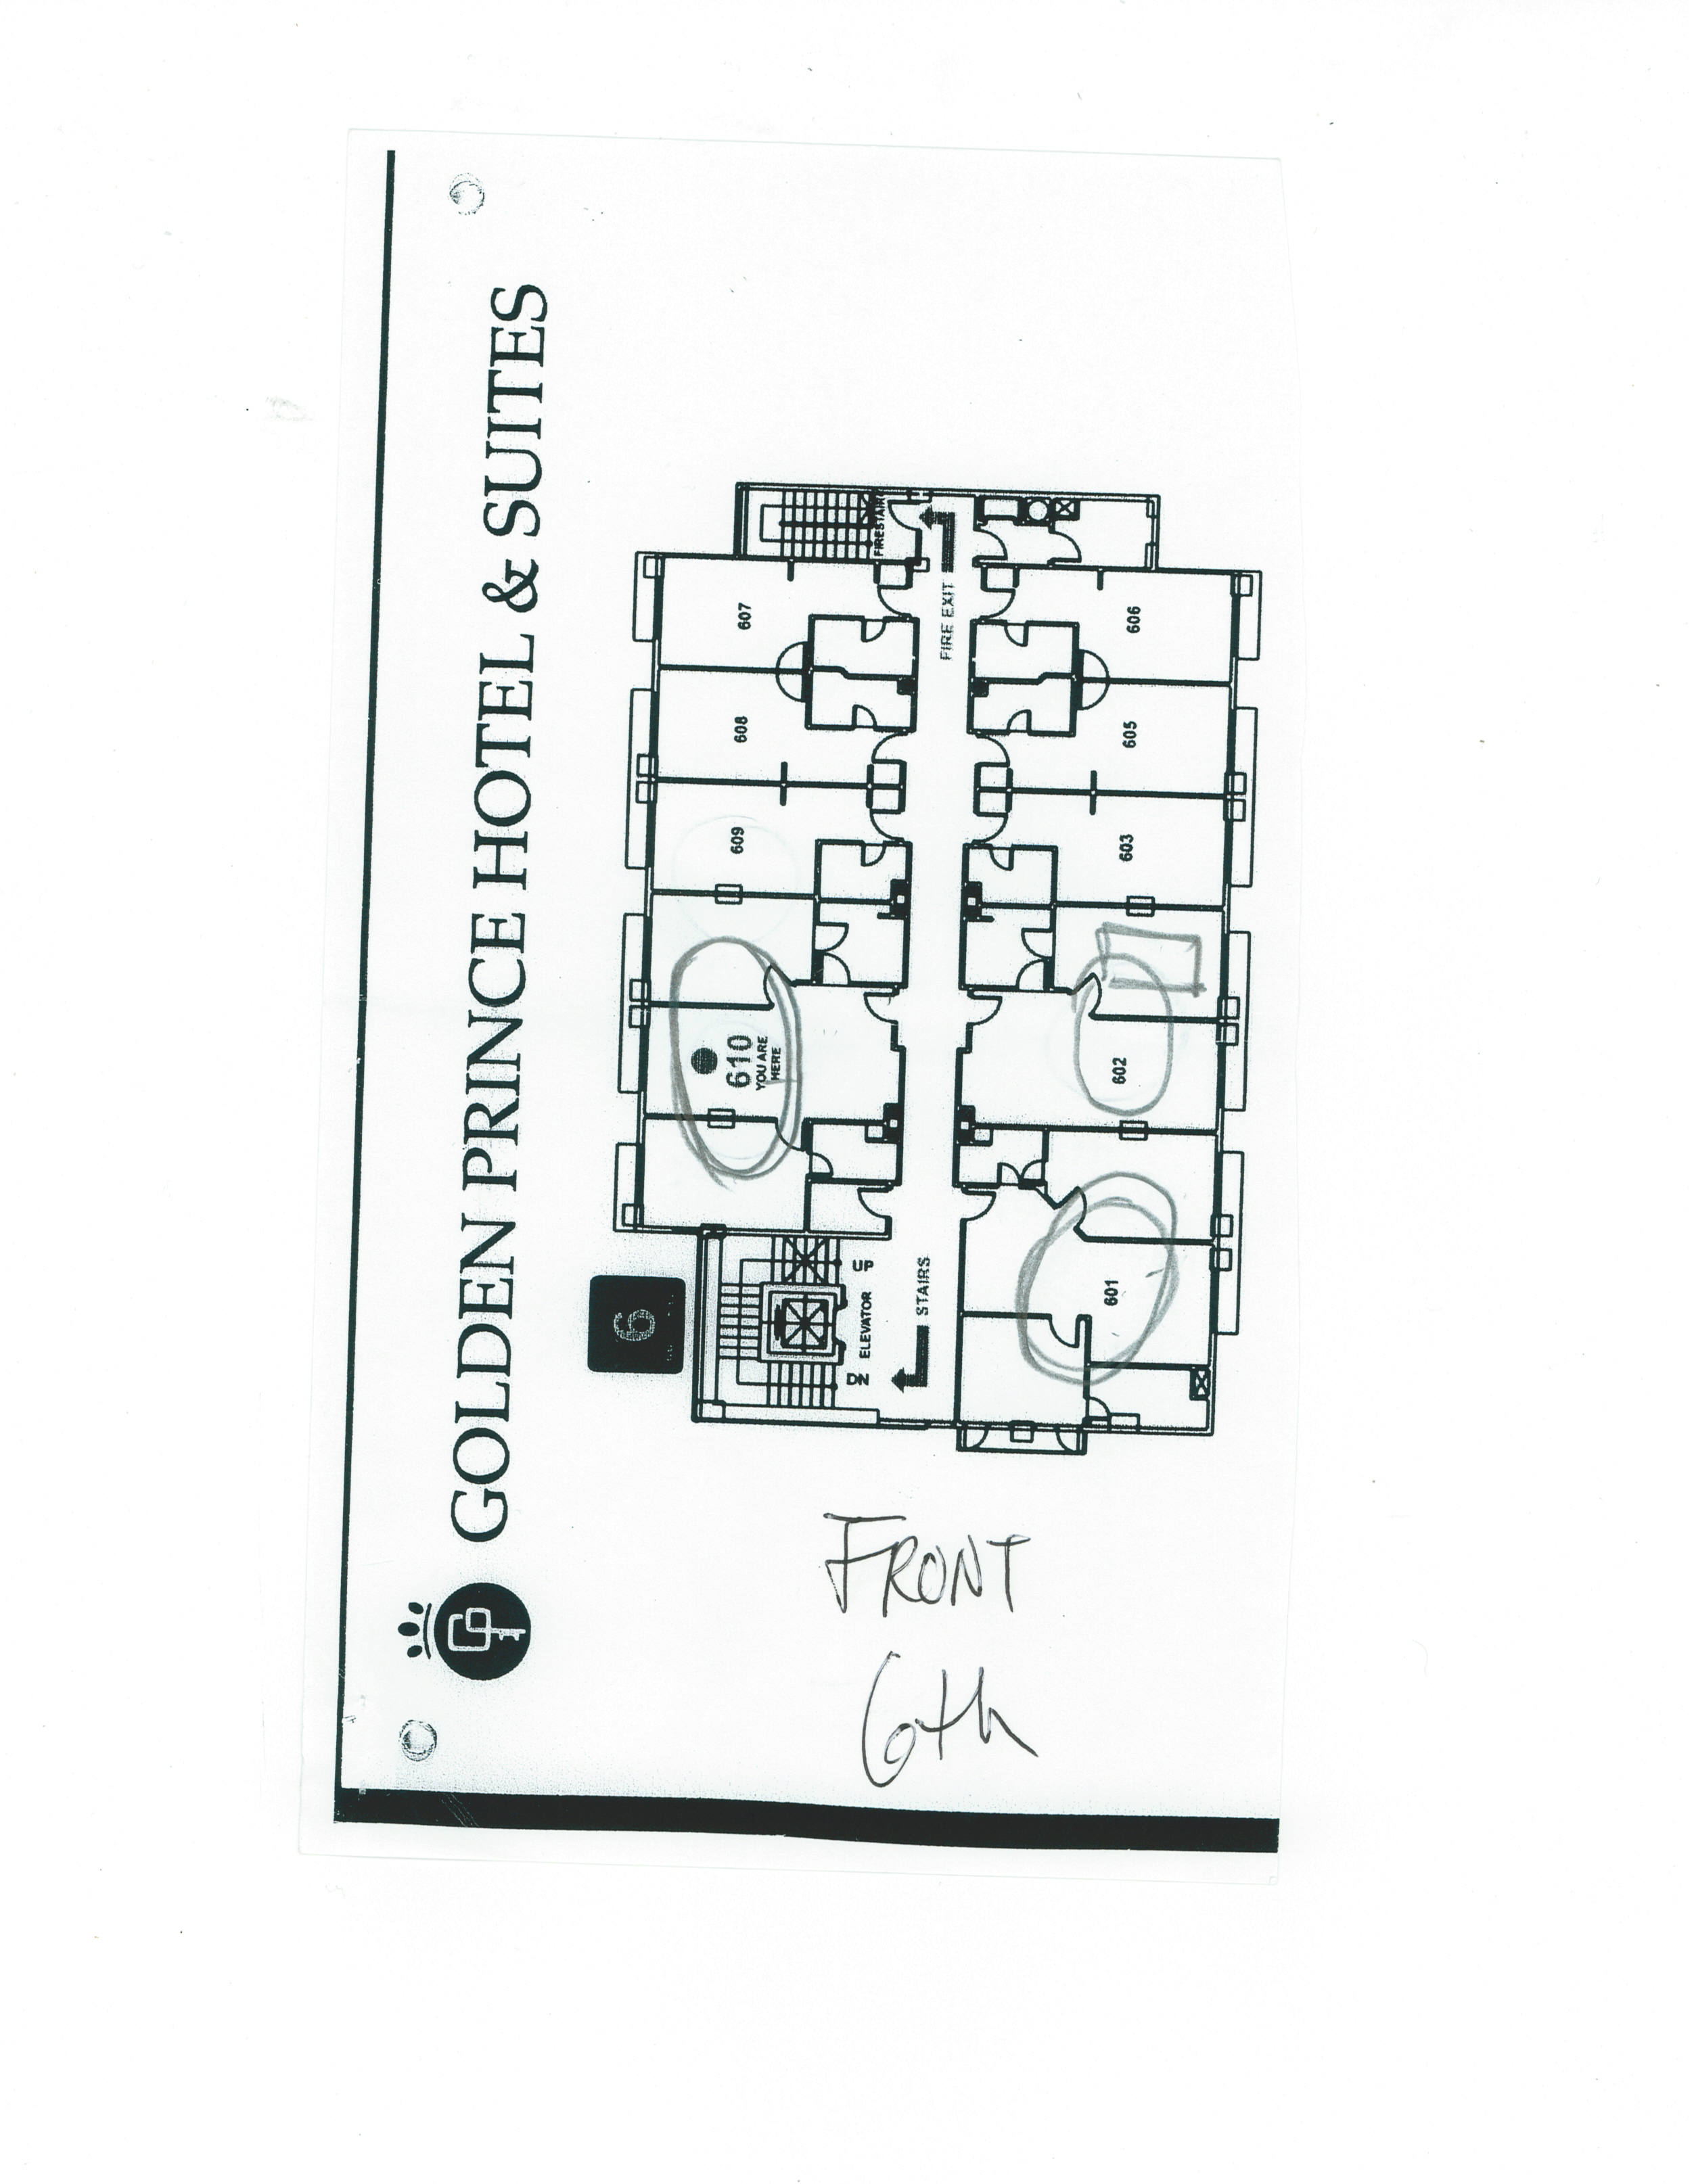 GOLDEN PRINCE HOTEL & SUITES
6
607
608
609
610
YOU ARE
HERE
FIRESTAIR
FIRE EXIT
606
605
603
602
601
UP
ELEVATOR
DN
STAIRS
FRONT
6th